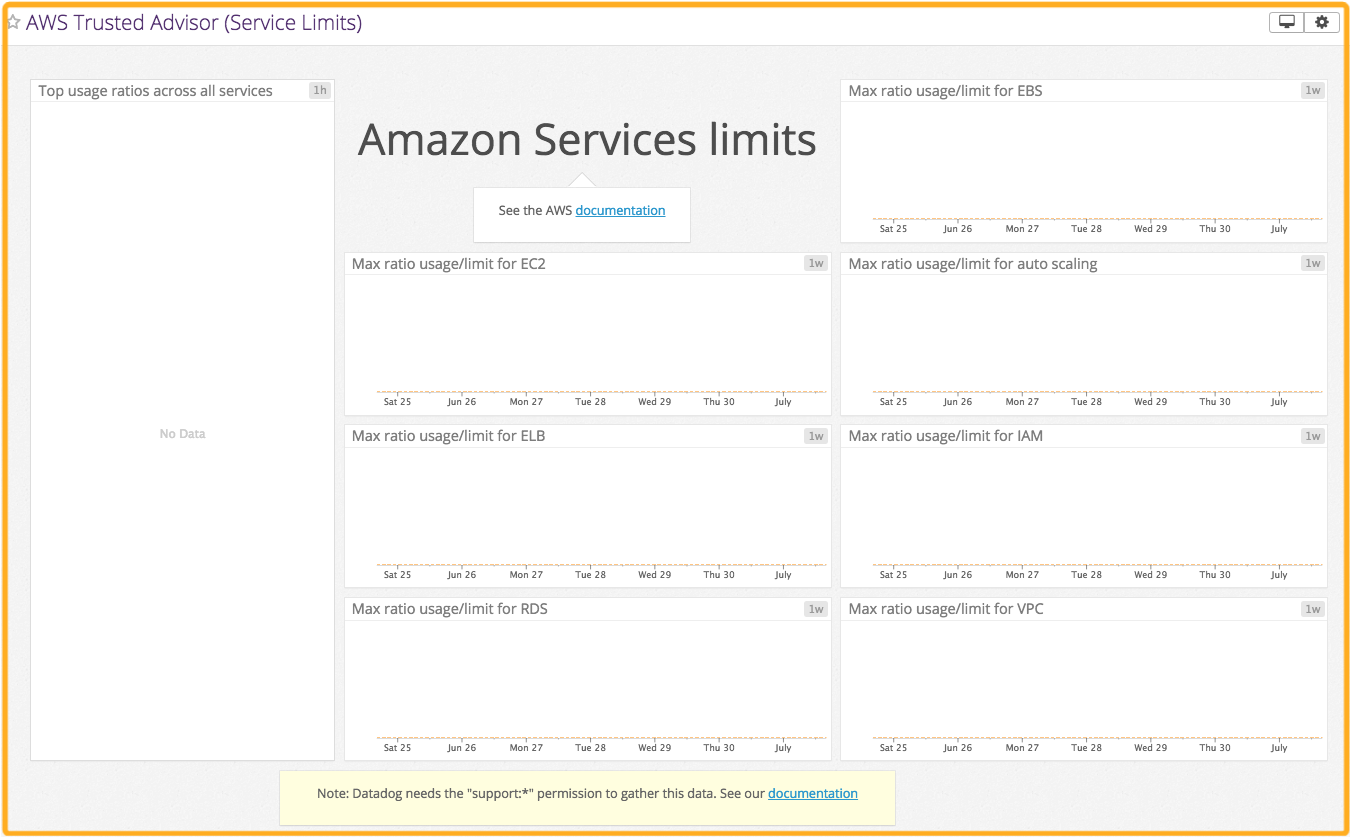 AWS Trusted Advisor (Service Limits)
Top usage ratios across all services 1h
No Data
Amazon Services limits
See the AWS documentation
Max ratio usage/limit for EBS 1w
Sat 25 Jun 26 Mon 27 Tue 28 Wed 29 Thu 30 July
Max ratio usage/limit for EC2 1w
Sat 25 Jun 26 Mon 27 Tue 28 Wed 29 Thu 30 July
Max ratio usage/limit for auto scaling 1w
Sat 25 Jun 26 Mon 27 Tue 28 Wed 29 Thu 30 July
Max ratio usage/limit for ELB 1w
Sat 25 Jun 26 Mon 27 Tue 28 Wed 29 Thu 30 July
Max ratio usage/limit for IAM 1w
Sat 25 Jun 26 Mon 27 Tue 28 Wed 29 Thu 30 July
Max ratio usage/limit for RDS 1w
Sat 25 Jun 26 Mon 27 Tue 28 Wed 29 Thu 30 July
Max ratio usage/limit for VPC 1w
Sat 25 Jun 26 Mon 27 Tue 28 Wed 29 Thu 30 July
Note: Datadog needs the "support:*" permission to gather this data. See our documentation